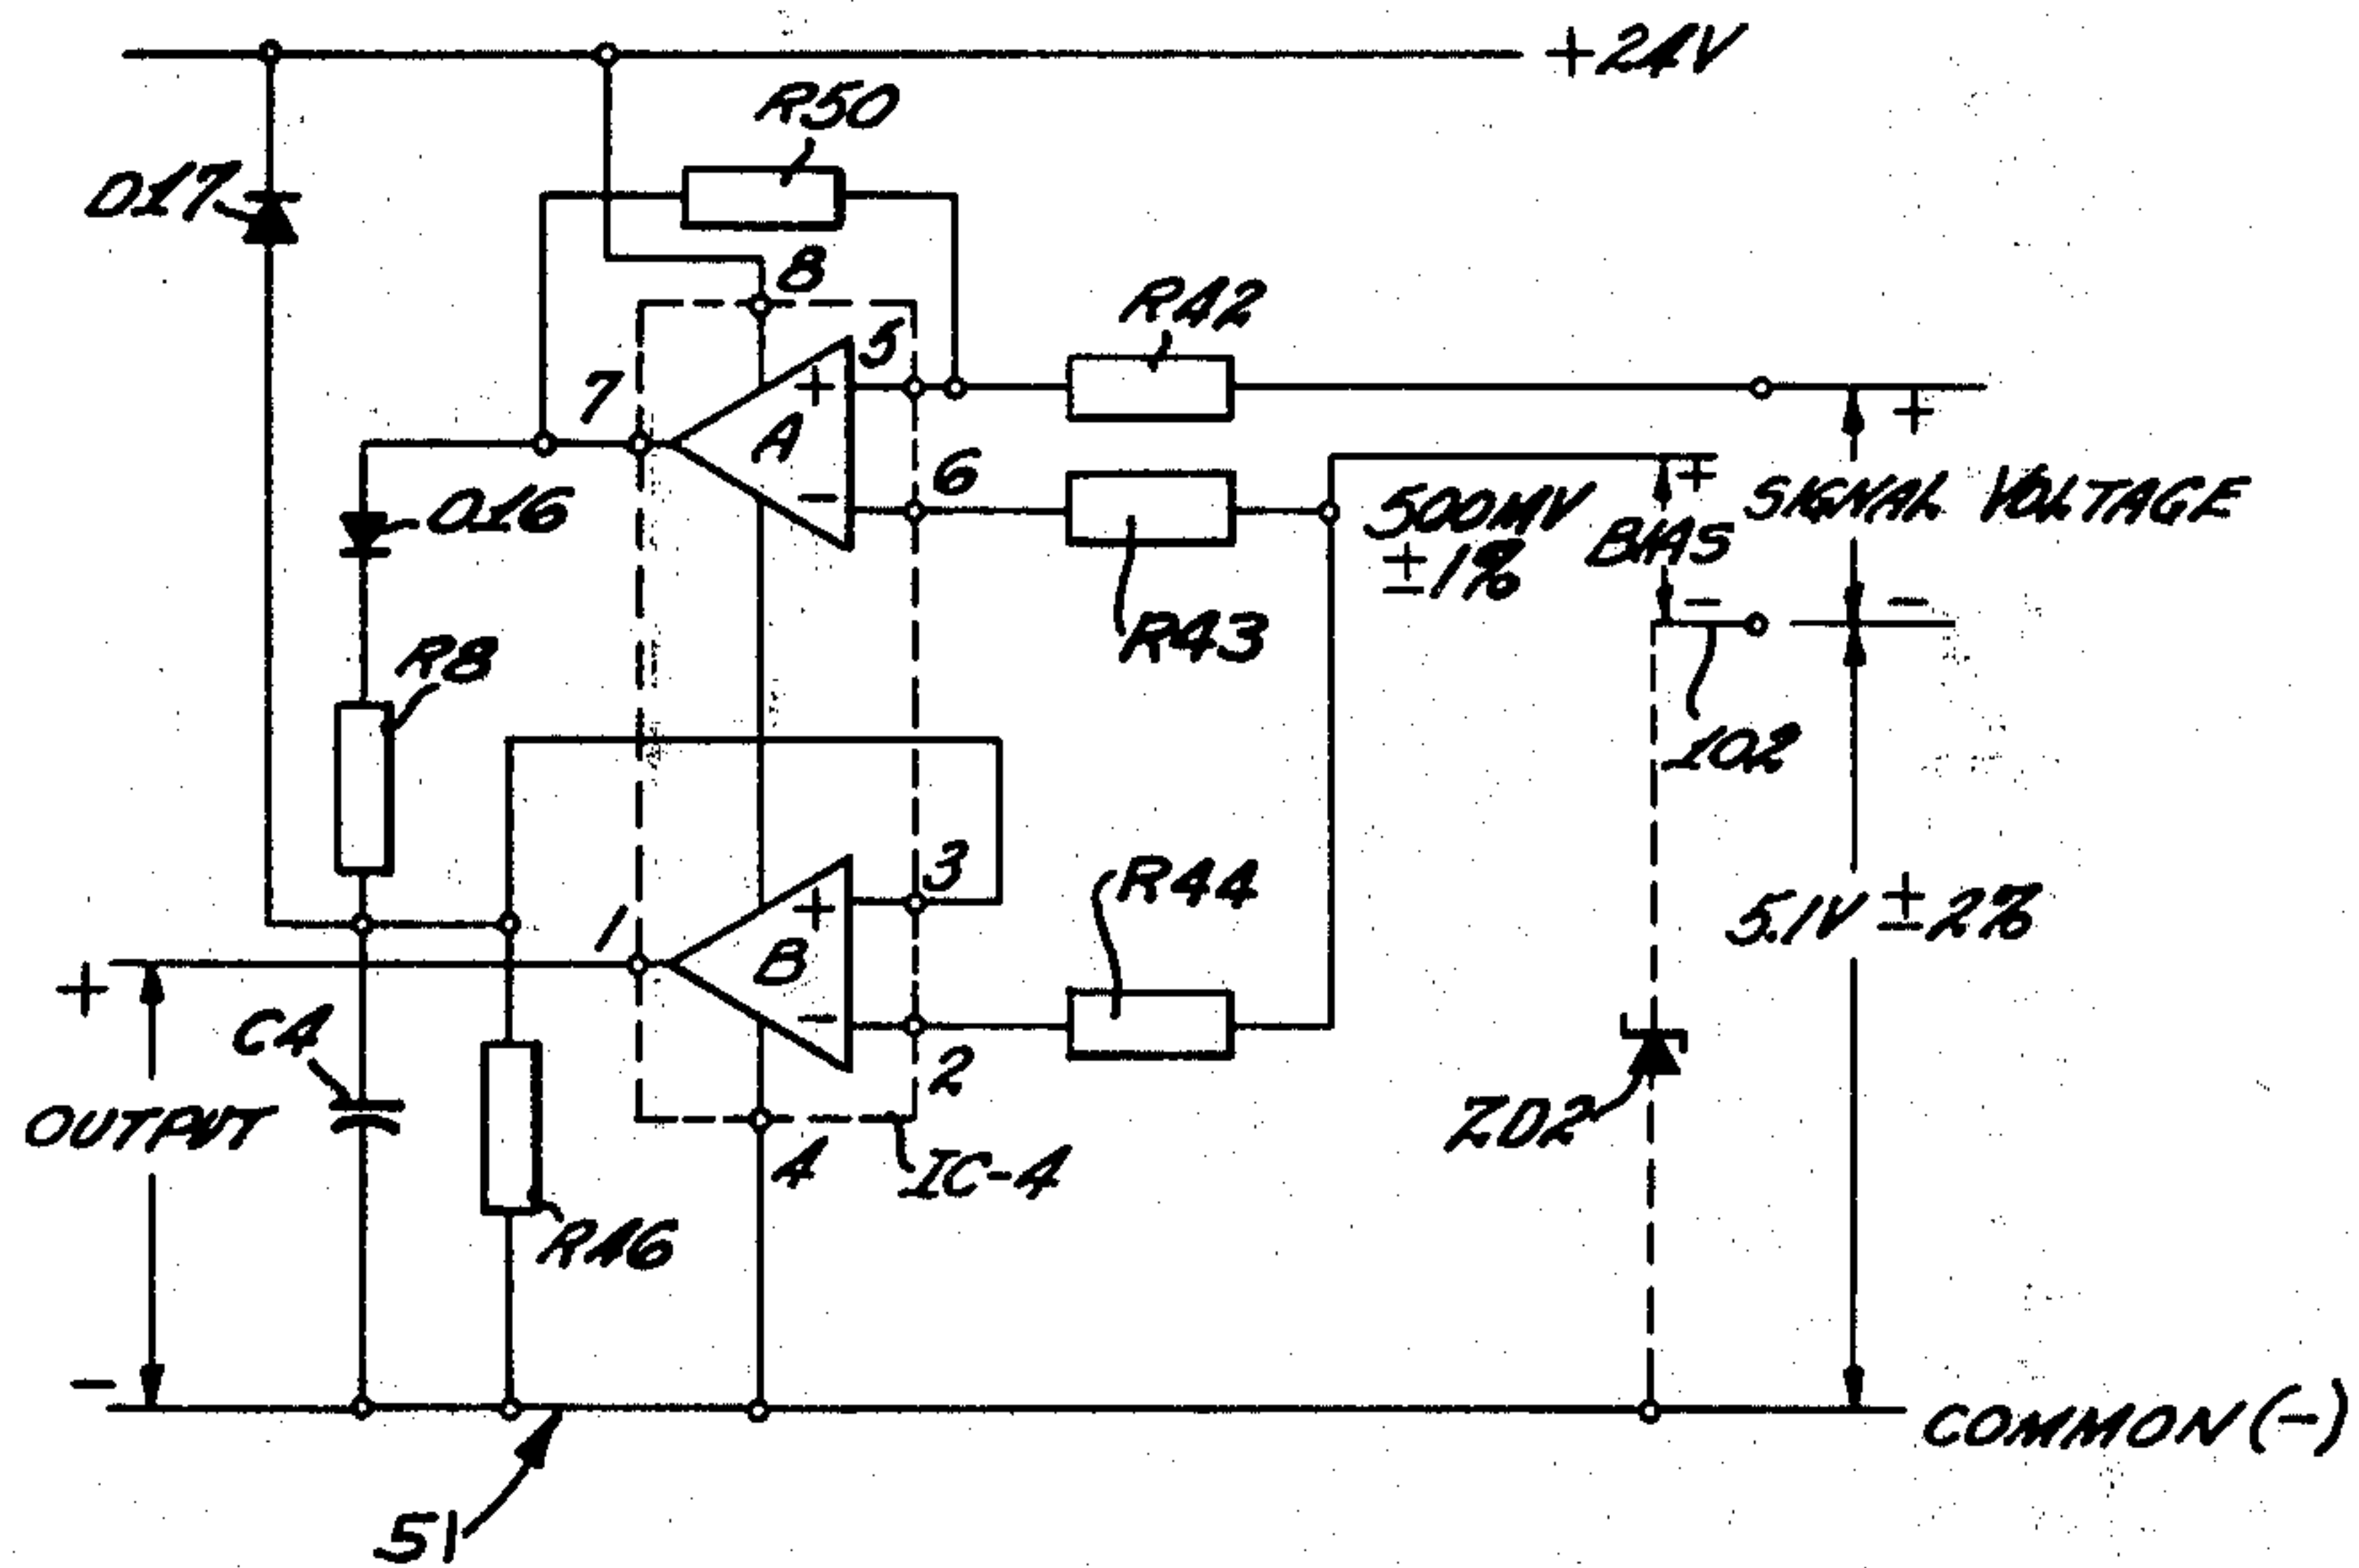 +24V
R50
D17
8
R42
5
+
7
A
+
6
-
500MV
±1%
+
BIAS
-
SIGNAL VOLTAGE
-
D16
R43
R8
102
3
R44
5.1V ±2%
1
+
B
-
+
C4
2
ZD2
OUTPUT
4
IC-4
R46
-
COMMON (-)
51